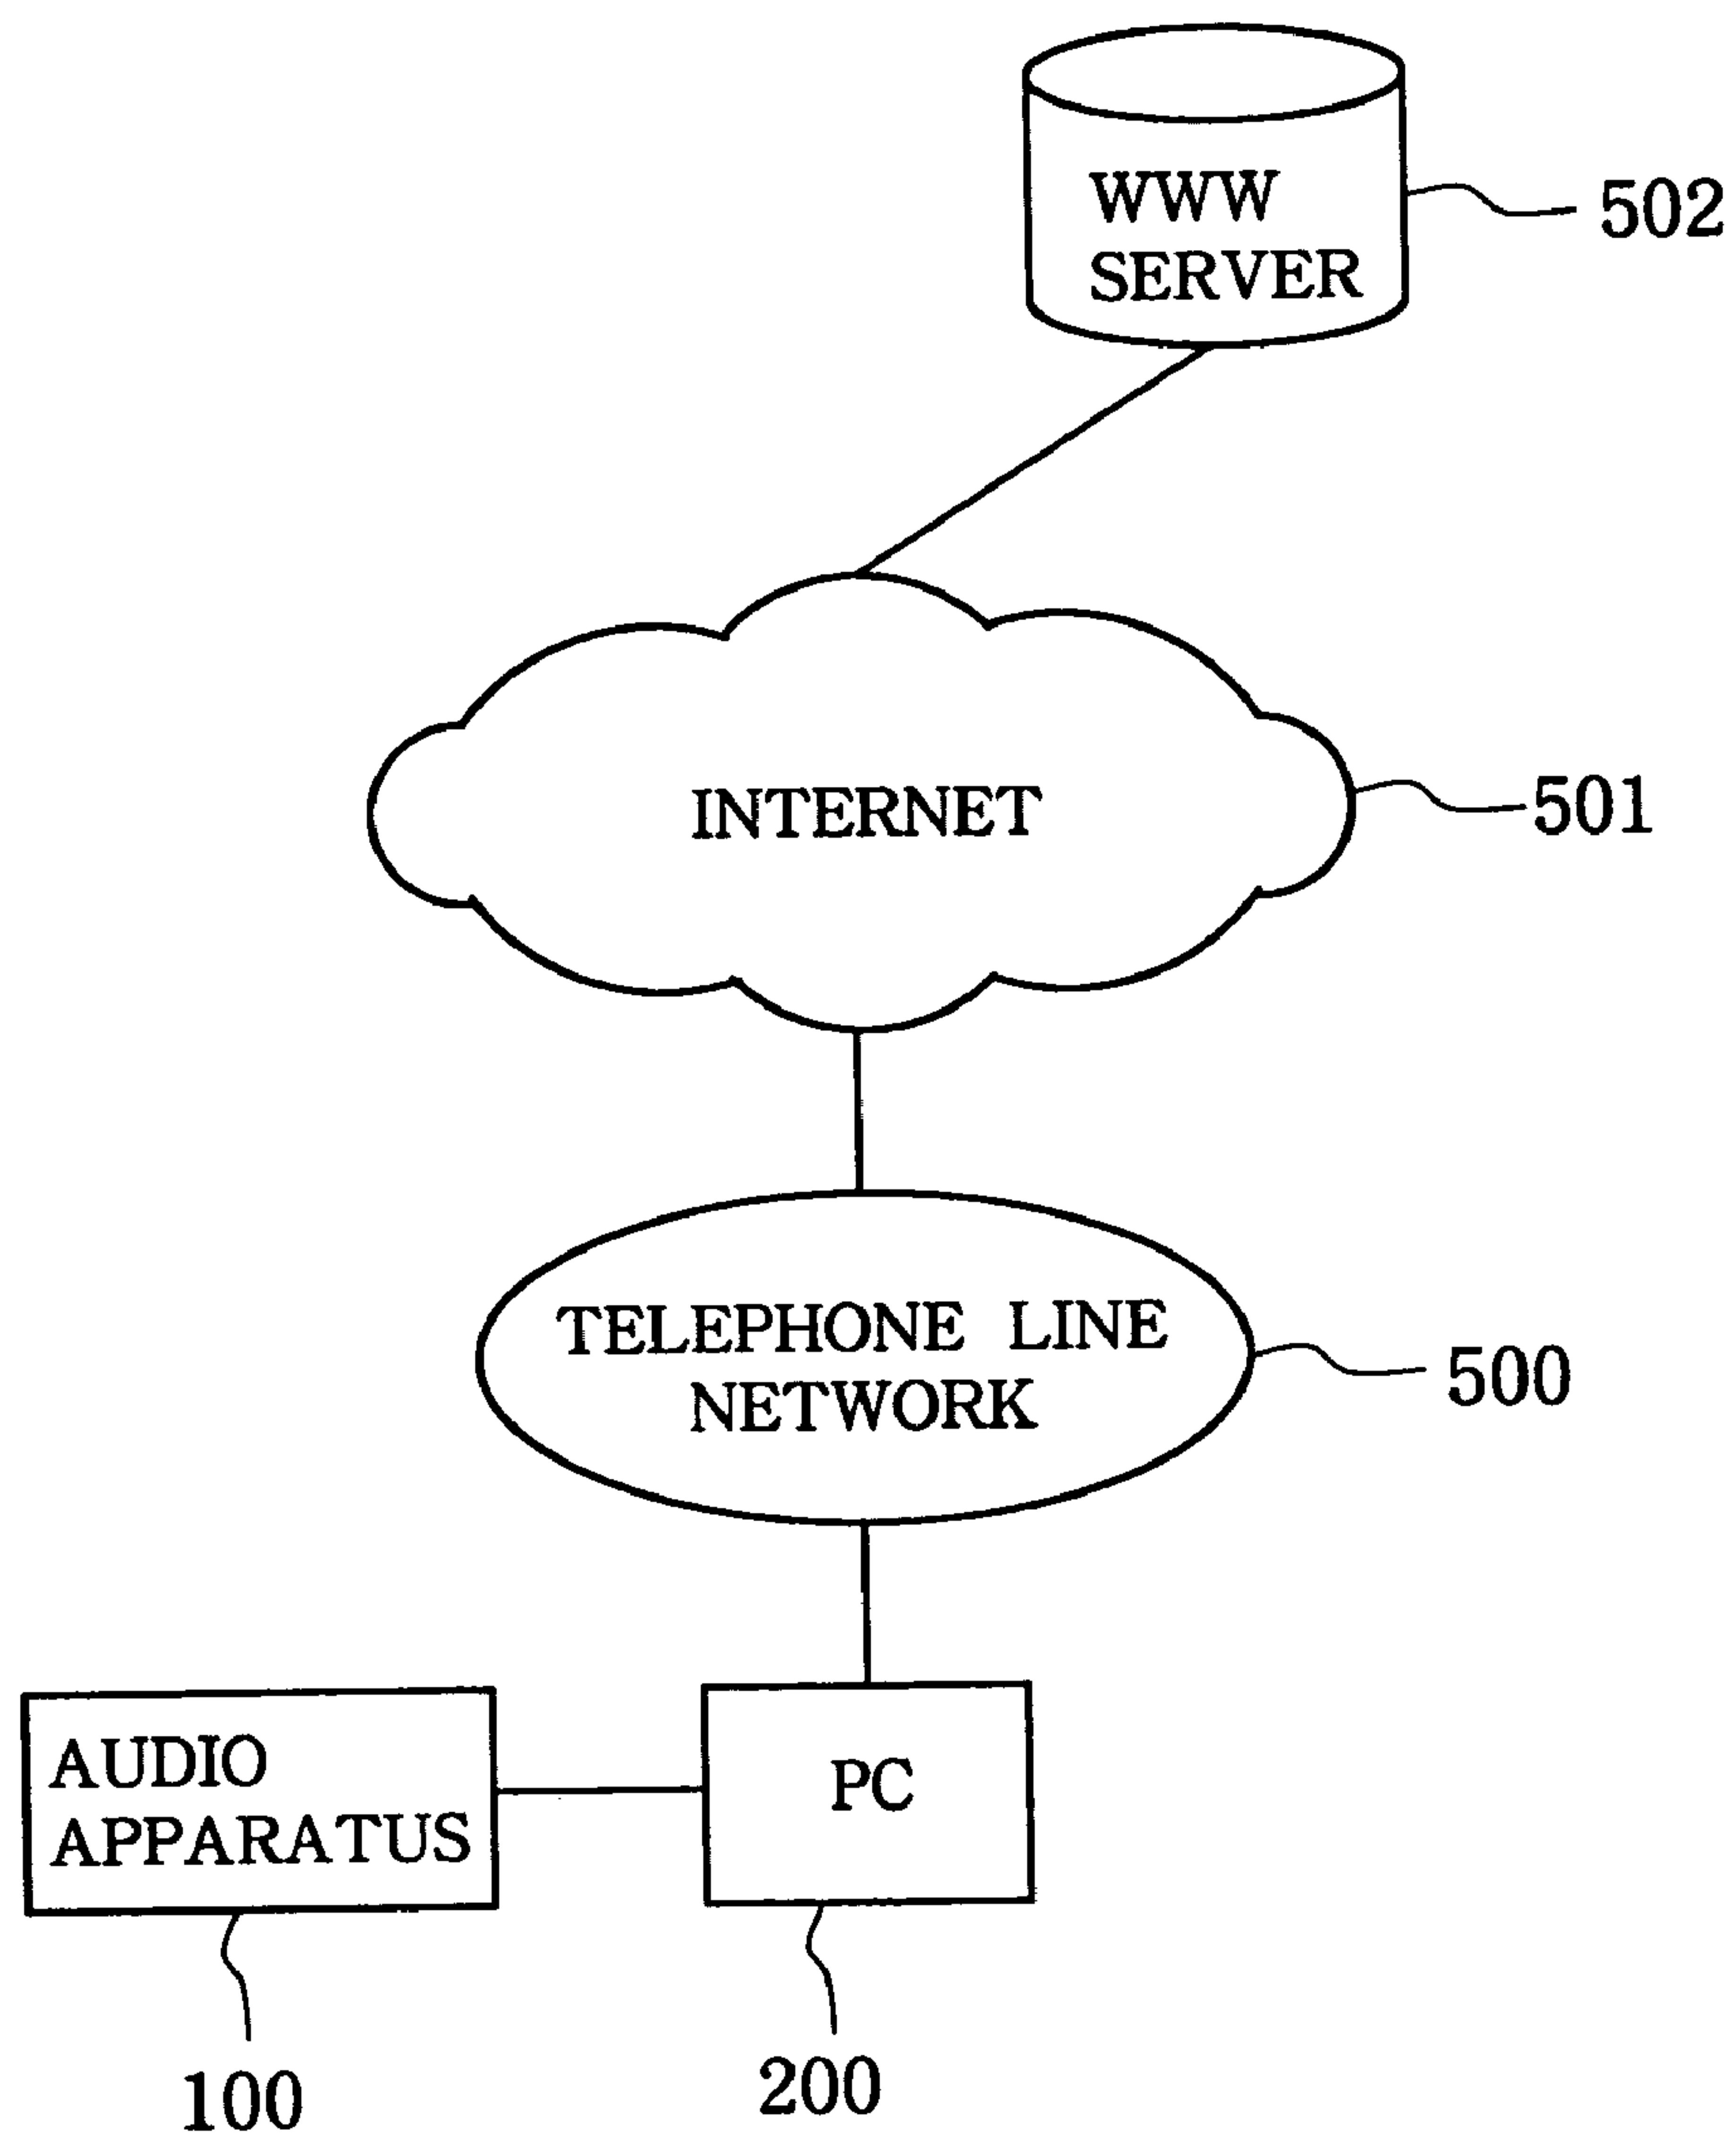 WWW
SERVER
502
INTERNET
501
TELEPHONE LINE
NETWORK
500
AUDIO
APPARATUS
PC
100
200